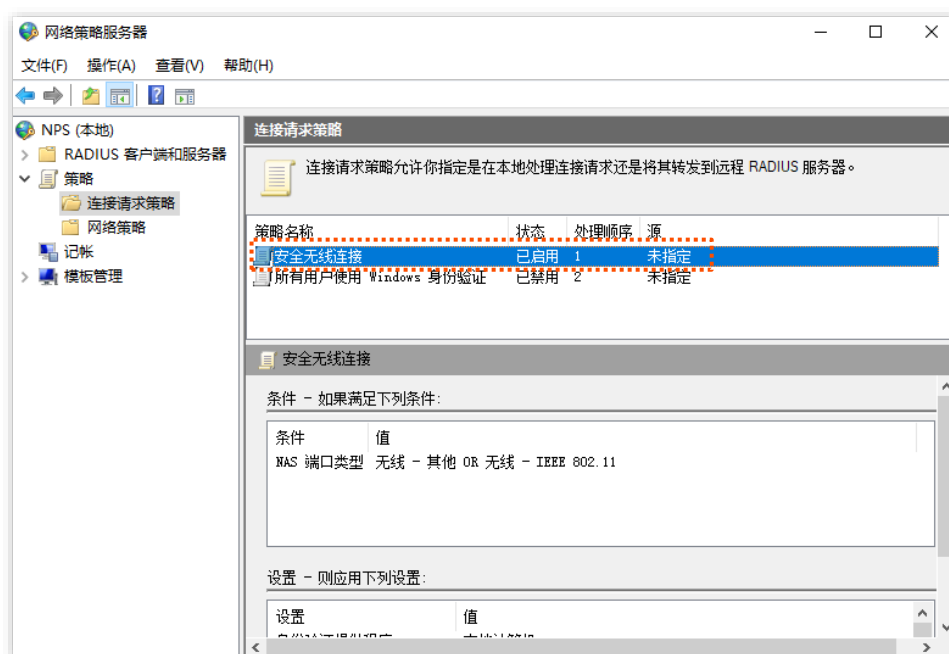 网络策略服务器
文件(F) 操作(A) 查看(V) 帮助(H)
NPS (本地)
RADIUS 客户端和服务器
策略
连接请求策略
网络策略
记帐
模板管理
连接请求策略
连接请求策略允许你指定是在本地处理连接请求还是将其转发到远程 RADIUS 服务器。
策略名称 状态 处理顺序 源
安全无线连接 已启用 1 未指定
所有用户使用 Windows 身份验证 已禁用 2 未指定
安全无线连接
条件 - 如果满足下列条件:
条件 值
NAS 端口类型 无线 - 其他 OR 无线 - IEEE 802.11
设置 - 则应用下列设置:
设置 值